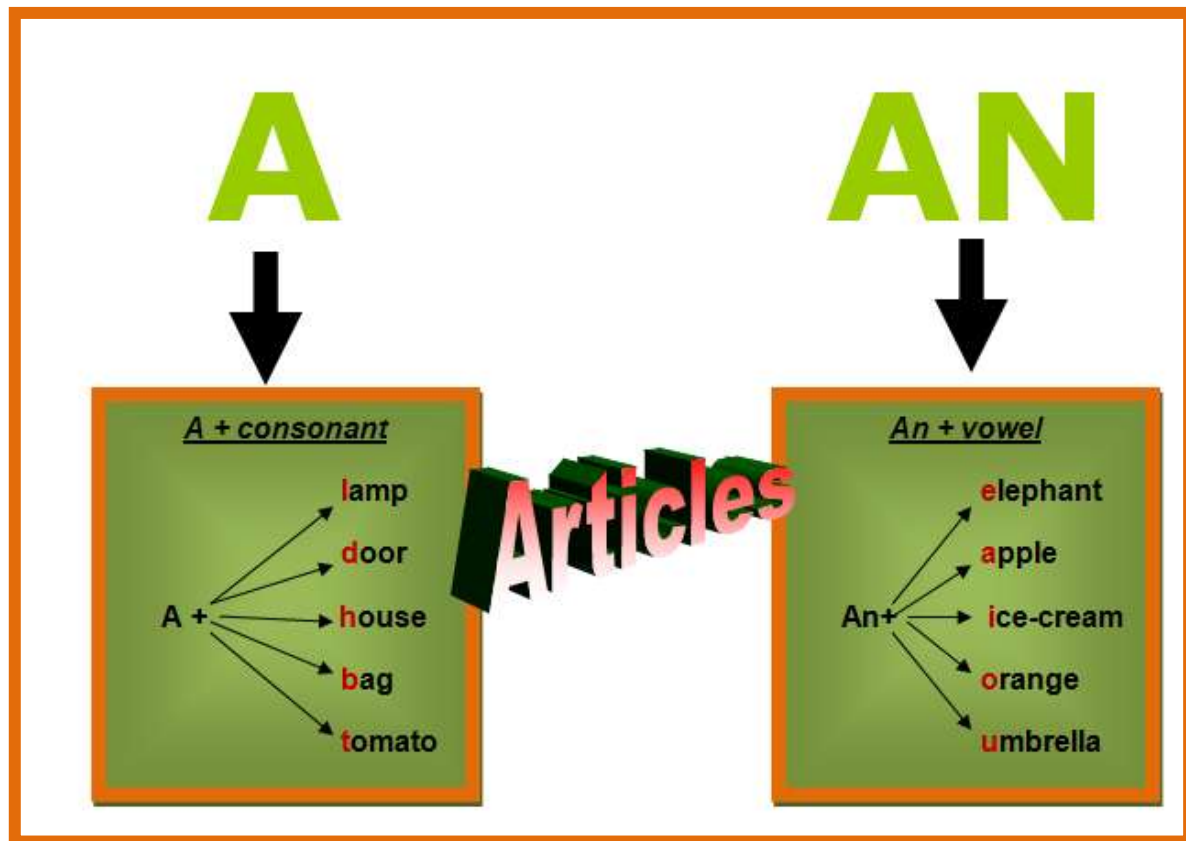 A
AN
A + consonant
lamp
door
A +
house
bag
tomato
Articles
An + vowel
elephant
apple
An+
ice-cream
orange
umbrella